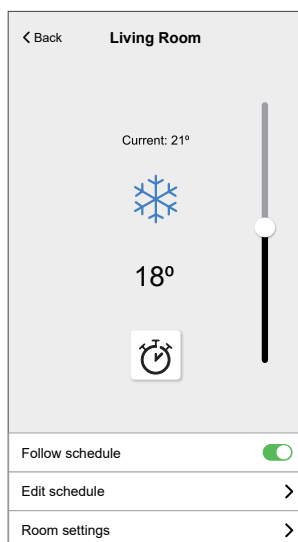 Back
Living Room
Current: 21º
18º
Follow schedule
Edit schedule
Room settings